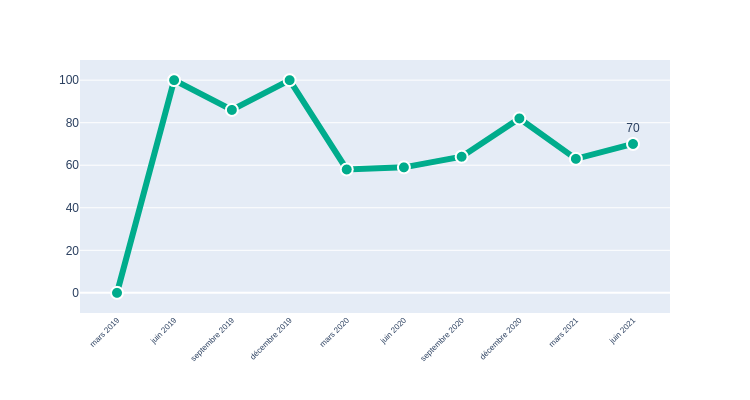 100
80
70
60
40
20
0
mars 2019
juin 2019
septembre 2019
décembre 2019
mars 2020
juin 2020
septembre 2020
décembre 2020
mars 2021
juin 2021